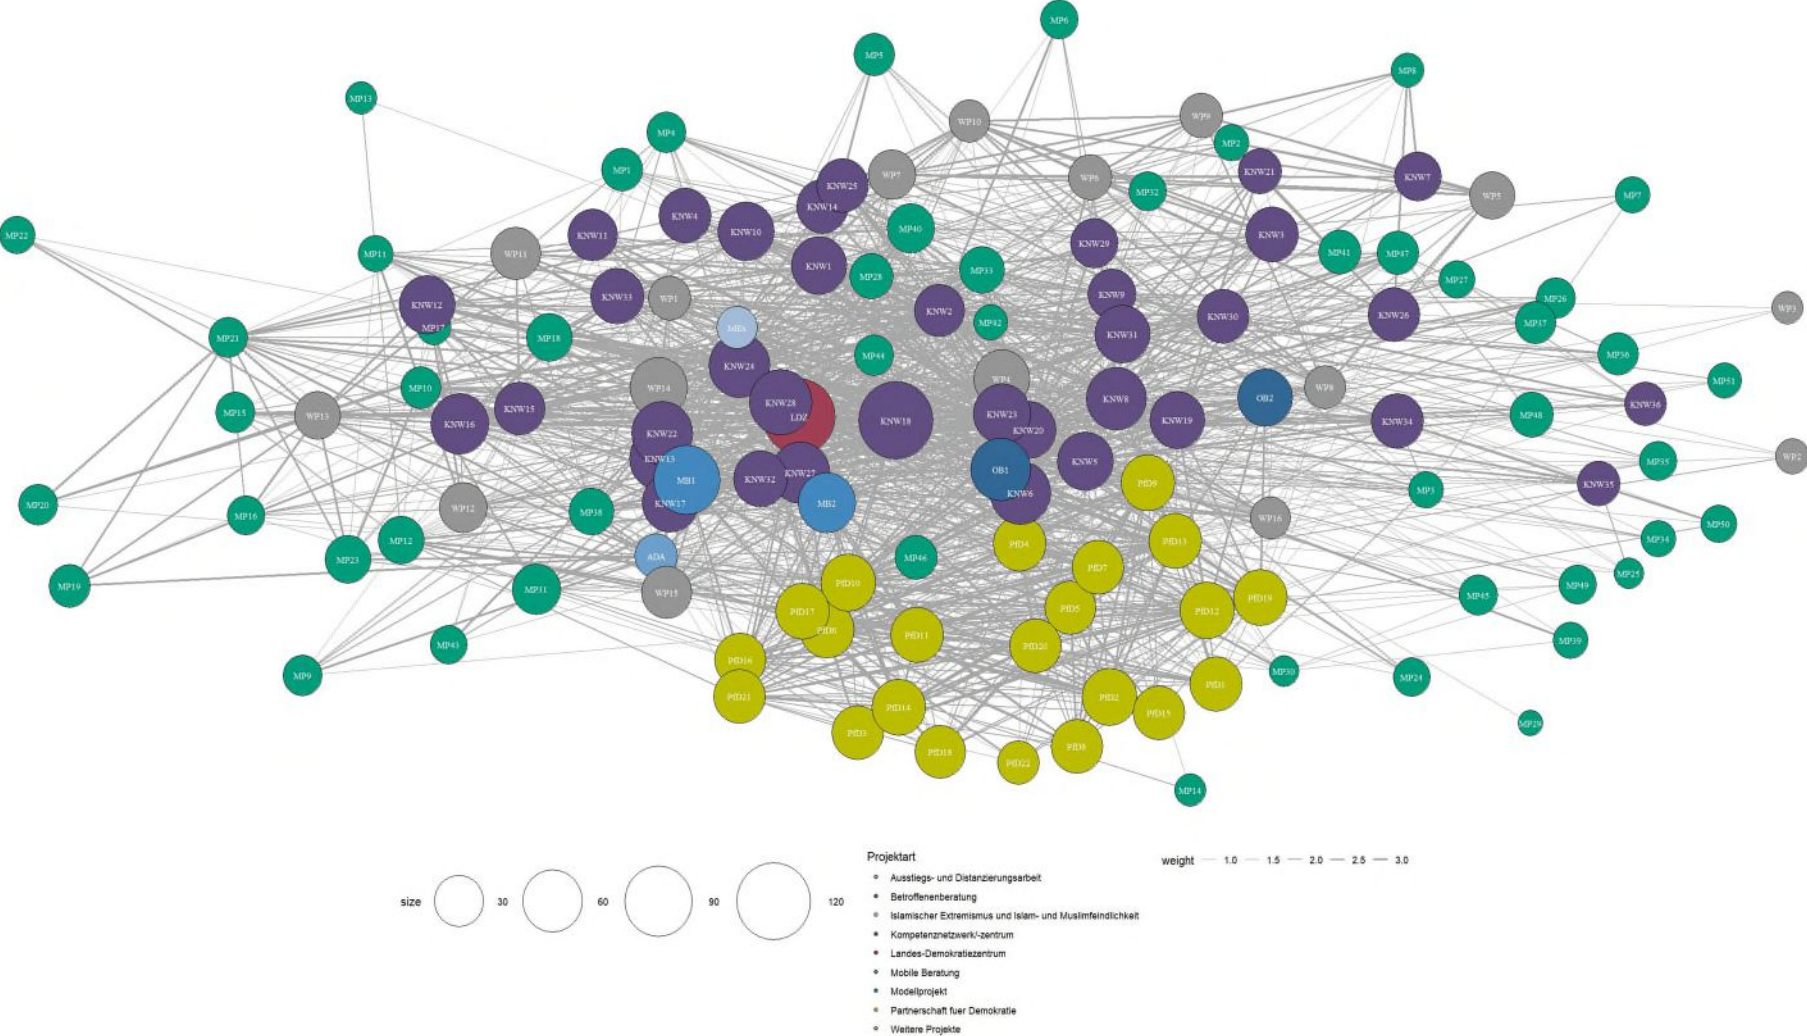 MP6
MP5
MP8
MP13
WP9
WP10
MP4
MP2
MP1
KNW21
WP7
WP6
KNW7
KNW25
MP32
WP5
MP7
KNW14
KNW4
MP40
KNW10
KNW3
MP22
KNW11
KNW29
MP11
WP11
MP41
MP47
KNW1
MP33
MP28
MP27
KNW9
KNW33
WP1
MP26
KNW12
WP3
KNW2
KNW30
KNW26
MP42
MP37
MP17
KNW31
MP21
MP18
MP44
MP36
KNW24
WP4
MP51
WP14
MP10
WP8
OB2
KNW8
KNW28
KNW36
KNW15
MP15
WP13
KNW23
MP48
LDZ
KNW18
KNW19
KNW34
KNW16
KNW20
KNW22
WP2
KNW13
KNW5
MP35
OB1
KNW27
MB1
KNW32
PfD9
KNW35
MP3
KNW6
MB2
KNW17
MP20
WP12
MP38
MP16
WP16
MP50
MP12
PfD13
MP34
PfD4
ADA
MP46
MP23
PfD7
MP25
PfD10
MP19
MP49
MP31
WP15
MP45
PfD19
PfD5
PfD17
PfD12
PfD11
MP39
MP43
PfD20
PfD16
MP30
MP9
MP24
PfD1
PfD21
PfD2
PfD14
PfD15
MP29
PfD3
PfD8
PfD18
PfD22
MP14
Projektart
weight 1.0 1.5 2.0 2.5 3.0
Ausstiegs- und Distanzierungsarbeit
Betroffenenberatung
size 30 60 90 120
Islamischer Extremismus und Islam- und Muslimfeindlichkeit
Kompetenznetzwerk/-zentrum
Landes-Demokratiezentrum
Mobile Beratung
Modellprojekt
Partnerschaft fuer Demokratie
Weitere Projekte